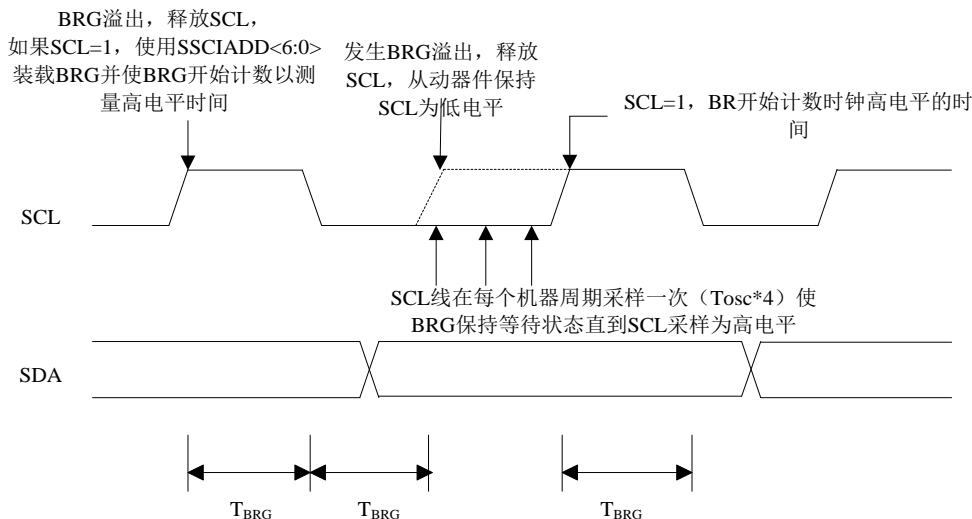 BRG溢出，释放SCL，
如果SCL=1，使用SSCIADD<6:0>
装载BRG并使BRG开始计数以测
量高电平时间
发生BRG溢出，释放
SCL，从动器件保持
SCL为低电平
SCL=1，BR开始计数时钟高电平的时
间
SCL
SCL线在每个机器周期采样一次（Tosc*4）使
BRG保持等待状态直到SCL采样为高电平
SDA
TBRG
TBRG
TBRG